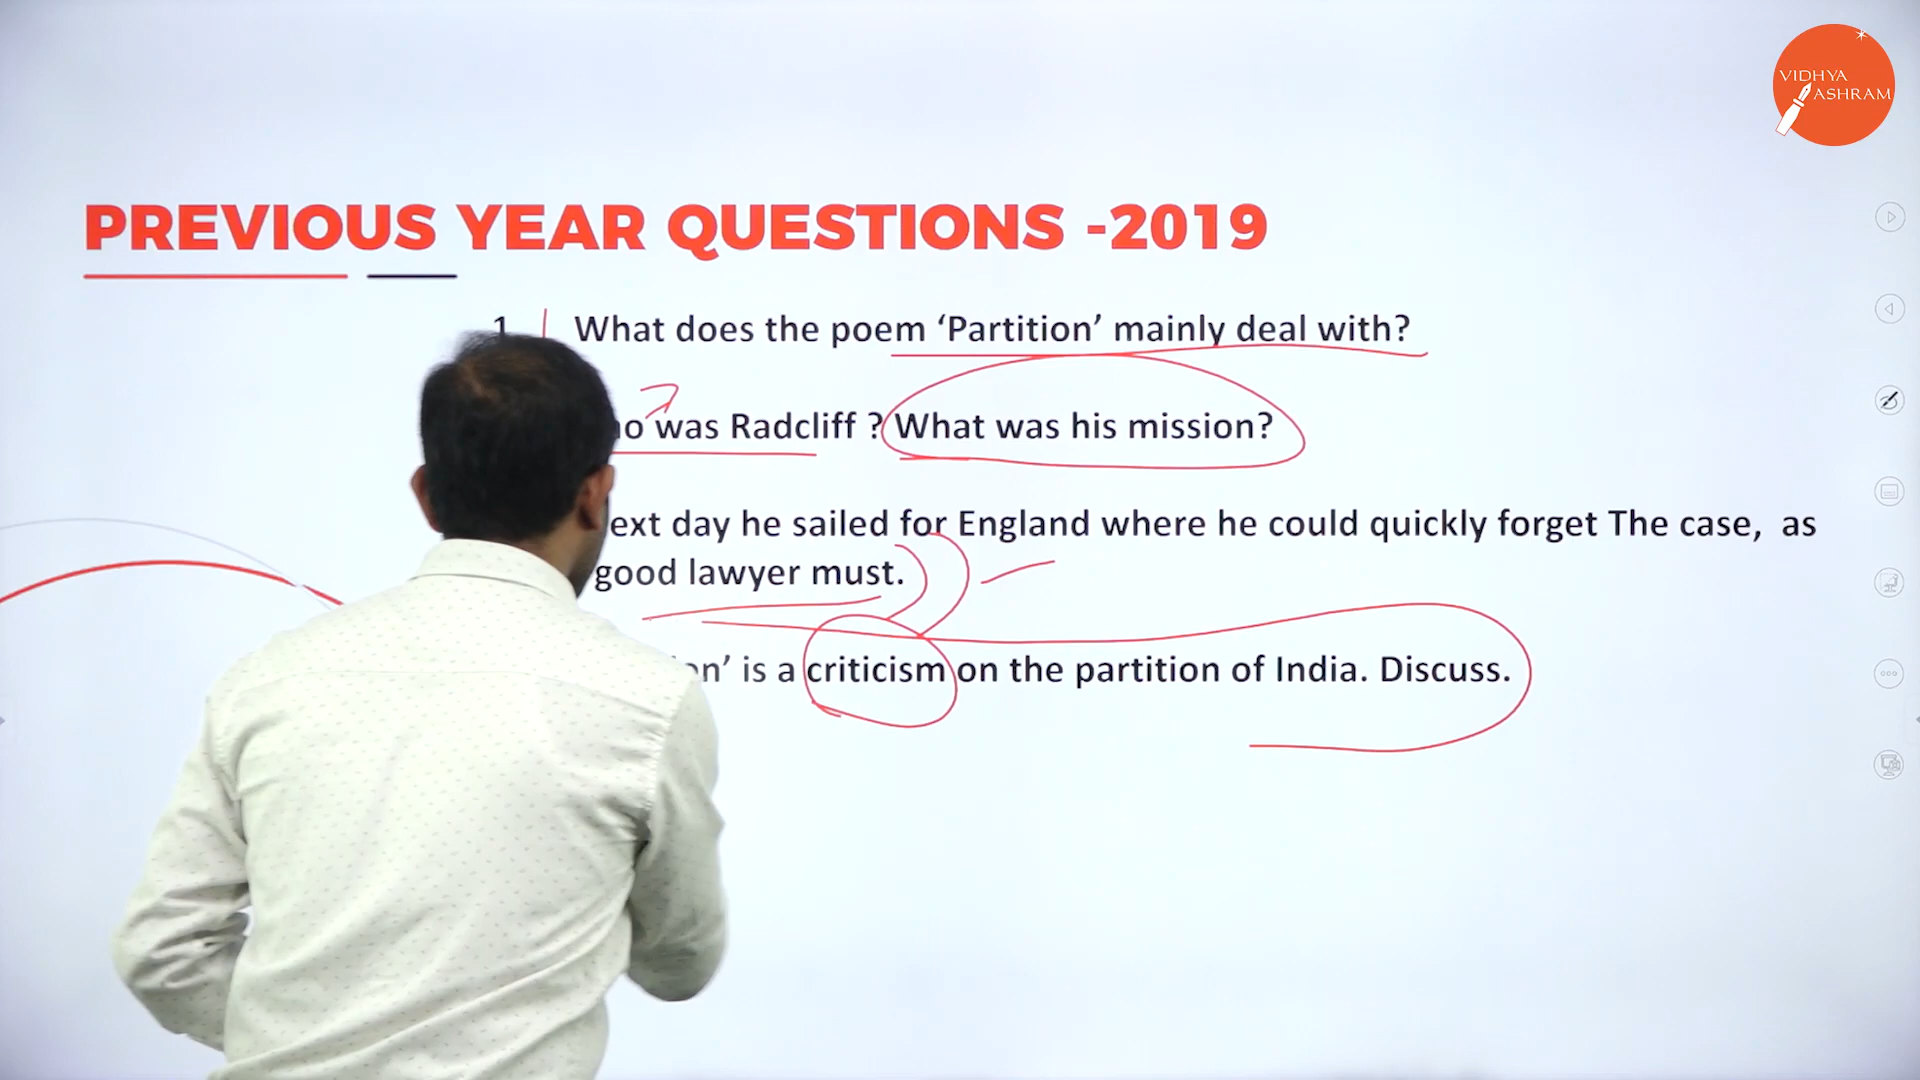 VIDHYA
ASHRAM
PREVIOUS YEAR QUESTIONS -2019
1 What does the poem ‘Partition’ mainly deal with?
was Radcliff ? What was his mission?
day he sailed for England where he could quickly forget The case, as
good lawyer must.
is a criticism on the partition of India. Discuss.